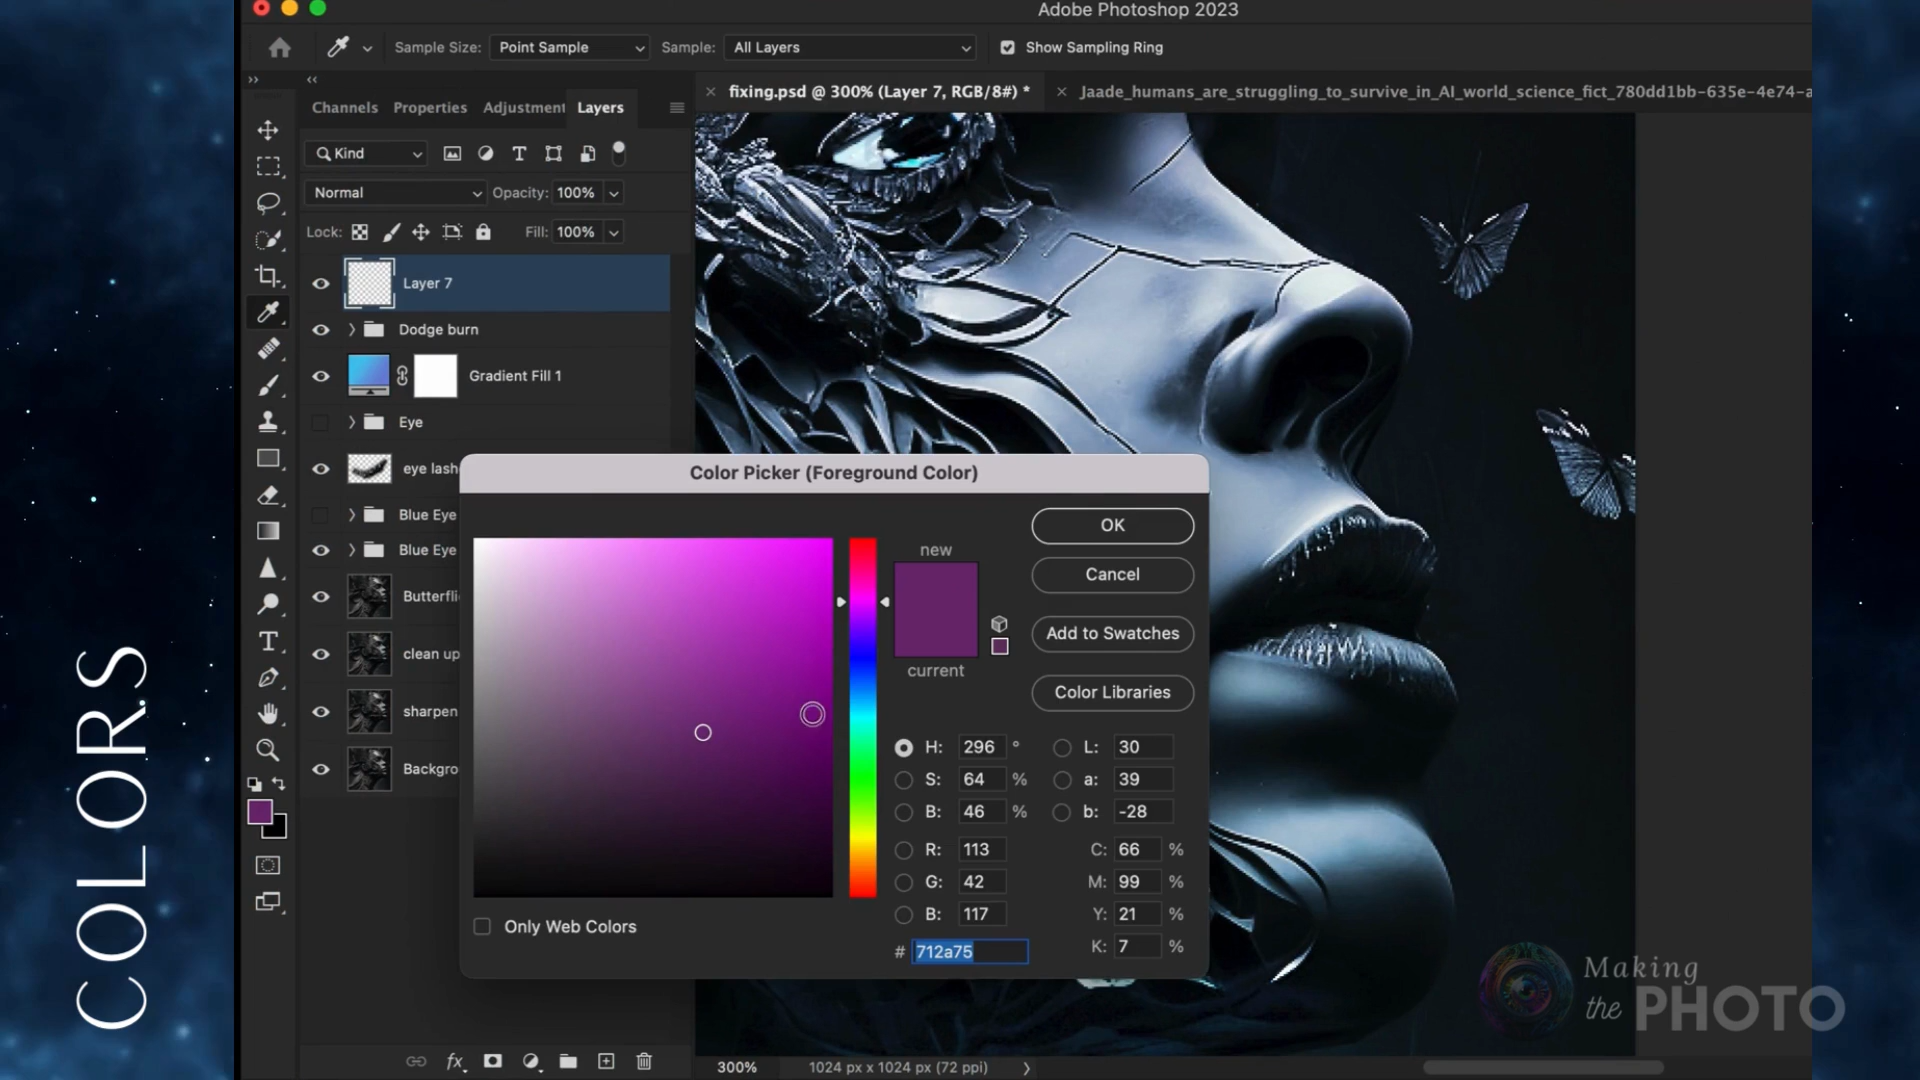 COLORS
Adobe Photoshop 2023
Sample Size: Point Sample Sample: All Layers Show Sampling Ring
Channels Properties Adjustment Layers
fixing.psd @ 300% (Layer 7, RGB/8#) * Jaade_humans_are_struggling_to_survive_in_AI_world_science_fict_780dd1bb-635e-4e74-a
Kind
Normal Opacity: 100%
Lock: Fill: 100%
Layer 7
Dodge burn
Gradient Fill 1
Eye
eye lash
Blue Eye
Blue Eye
Butterfli
clean up
sharpen
Backgro
Color Picker (Foreground Color)
OK
new
Cancel
Add to Swatches
current
Color Libraries
H: 296 ° L: 30
S: 64 % a: 39
B: 46 % b: -28
R: 113 C: 66 %
G: 42 M: 99 %
B: 117 Y: 21 %
# 712a75 K: 7 %
Only Web Colors
Making
the PHOTO
fx
300% 1024 px x 1024 px (72 ppi)